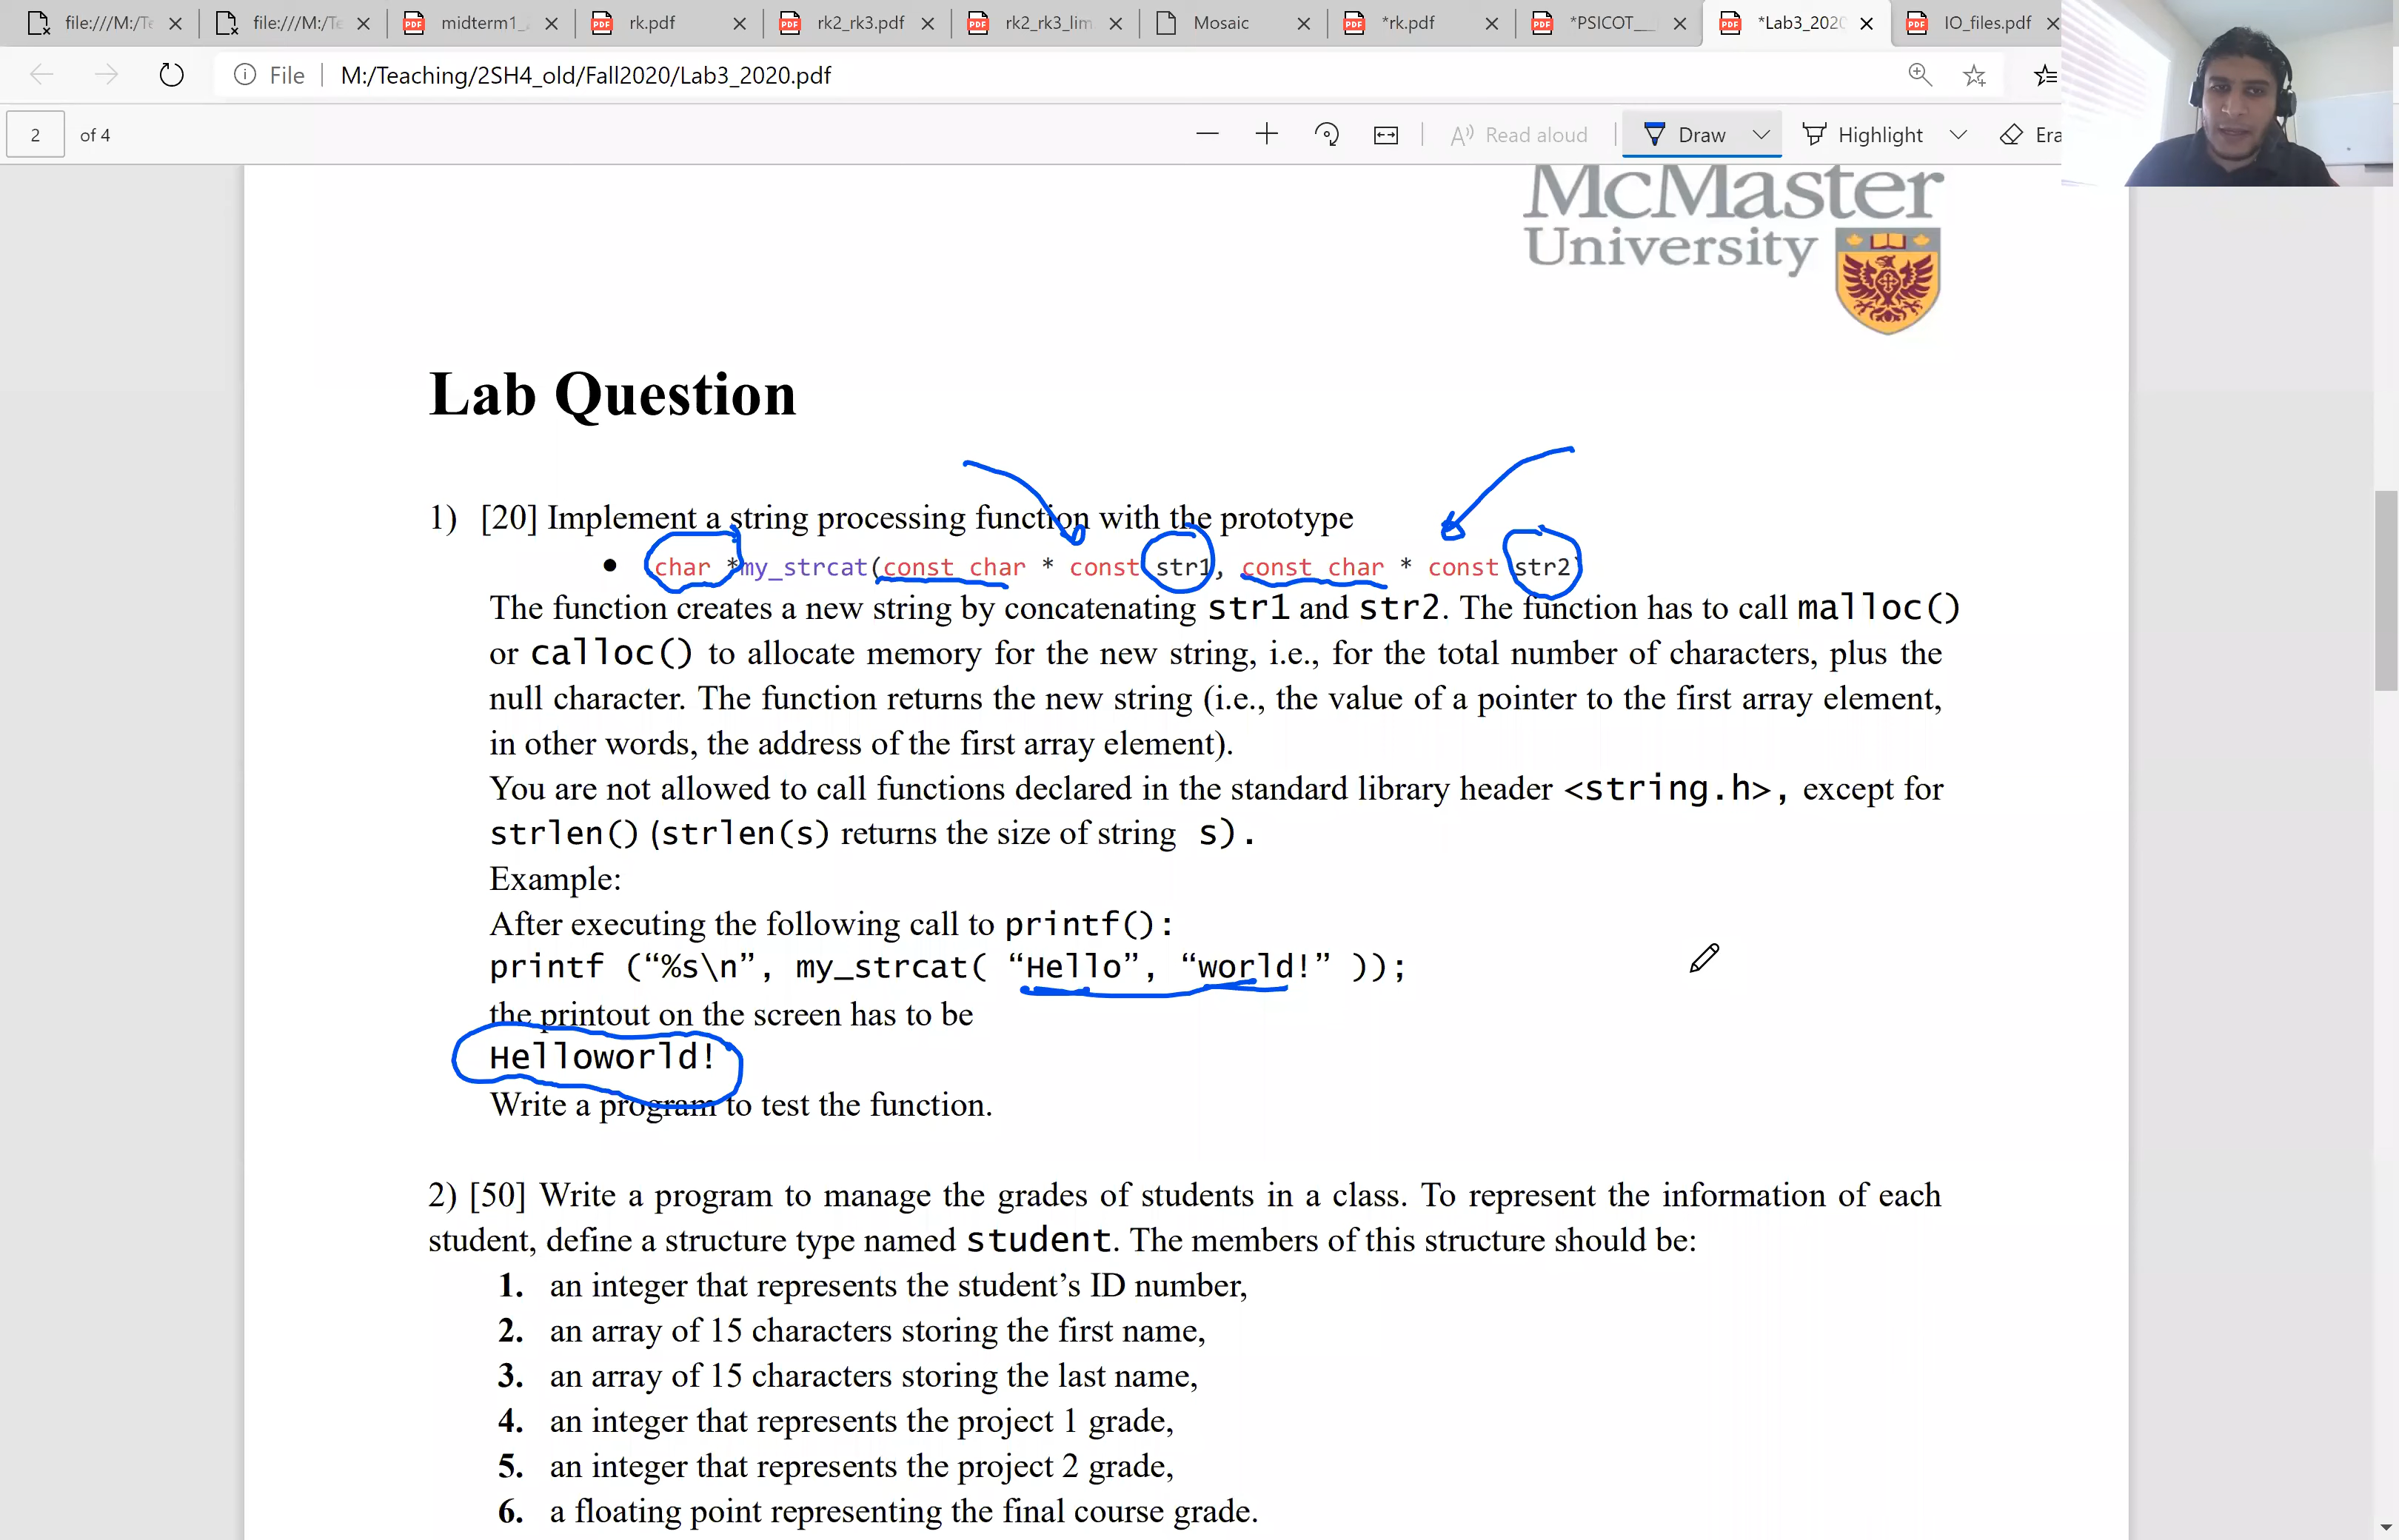 file:///M:/Te
file:///M:/Te
midterm1_
rk.pdf
rk2_rk3.pdf
rk2_rk3_lim
Mosaic
*rk.pdf
*PSICOT__
*Lab3_2020
IO_files.pdf
File
M:/Teaching/2SH4_old/Fall2020/Lab3_2020.pdf
2 of 4
Read aloud
Draw
Highlight
Era
McMaster
University
Lab Question
1) [20] Implement a string processing function with the prototype
• char *my_strcat(const char * const str1, const char * const str2)
The function creates a new string by concatenating str1 and str2. The function has to call malloc()
or calloc() to allocate memory for the new string, i.e., for the total number of characters, plus the
null character. The function returns the new string (i.e., the value of a pointer to the first array element,
in other words, the address of the first array element).
You are not allowed to call functions declared in the standard library header <string.h>, except for
strlen() (strlen(s) returns the size of string s).
Example:
After executing the following call to printf():
printf (“%s\n”, my_strcat( “Hello”, “world!” ));
the printout on the screen has to be
Helloworld!
Write a program to test the function.
2) [50] Write a program to manage the grades of students in a class. To represent the information of each
student, define a structure type named student. The members of this structure should be:
1. an integer that represents the student’s ID number,
2. an array of 15 characters storing the first name,
3. an array of 15 characters storing the last name,
4. an integer that represents the project 1 grade,
5. an integer that represents the project 2 grade,
6. a floating point representing the final course grade.